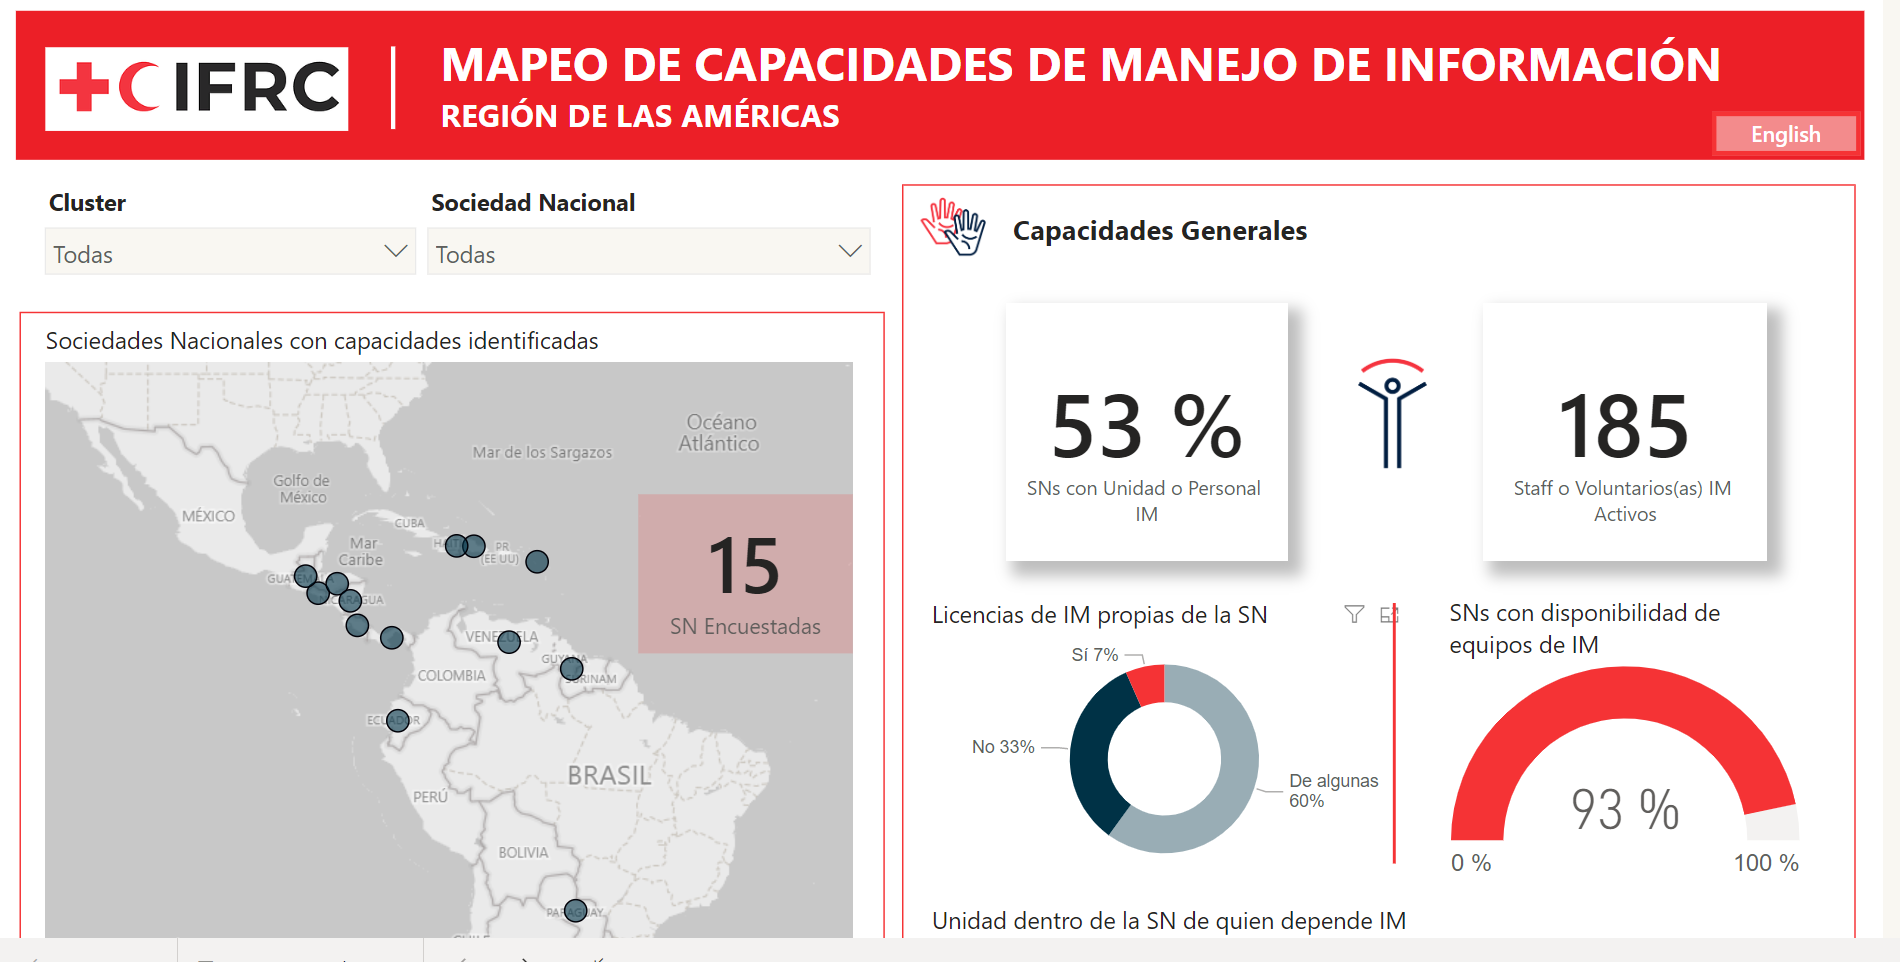 IFRC
MAPEO DE CAPACIDADES DE MANEJO DE INFORMACIÓN
REGIÓN DE LAS AMÉRICAS
English
Cluster
Todas
Sociedad Nacional
Todas
Sociedades Nacionales con capacidades identificadas
Océano
Atlántico
Mar de los Sargazos
Golfo de
México
MÉXICO
CUBA
Mar
Caribe
PR
(EE UU)
15
SN Encuestadas
VENEZUELA
COLOMBIA
ECUADOR
BRASIL
PERÚ
BOLIVIA
PARAGUAY
Capacidades Generales
53 %
SNs con Unidad o Personal
IM
185
Staff o Voluntarios(as) IM
Activos
Licencias de IM propias de la SN
Sí 7%
No 33%
De algunas
60%
SNs con disponibilidad de
equipos de IM
93 %
0 %
100 %
Unidad dentro de la SN de quien depende IM